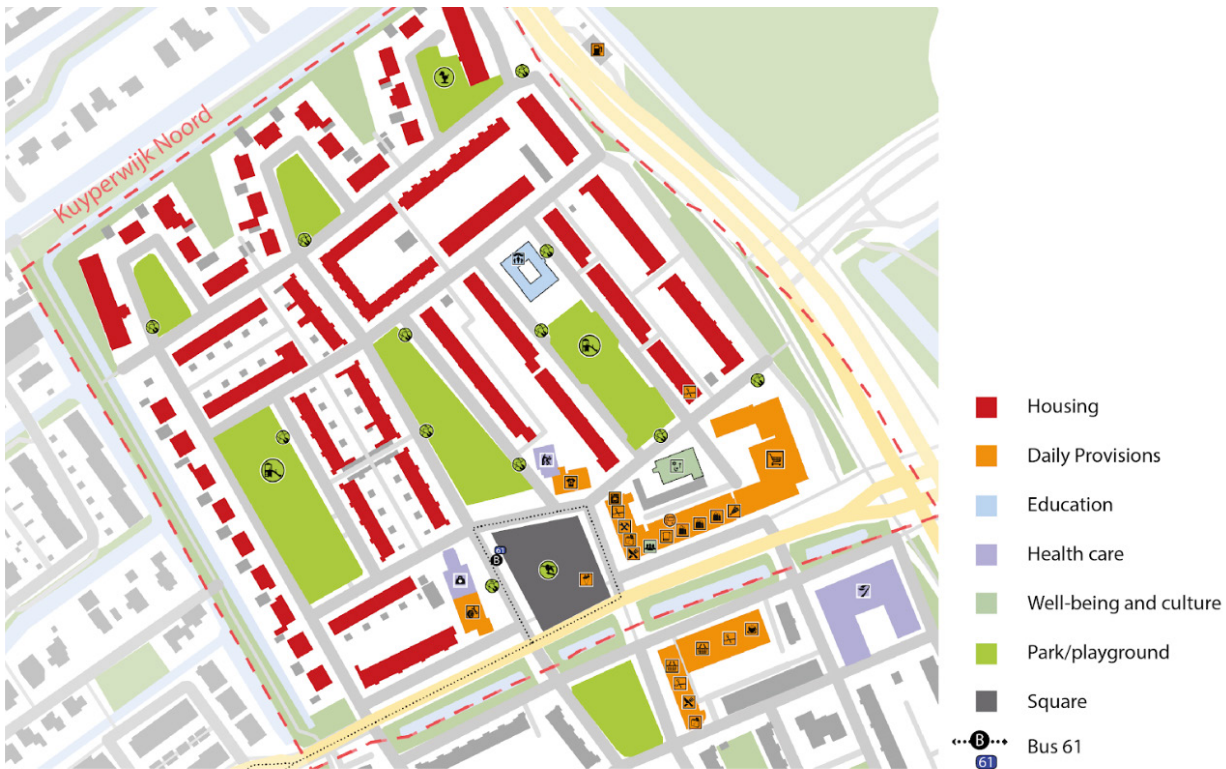 Kuyperwijk Noord
61
B
Housing
Daily Provisions
Education
Health care
Well-being and culture
Park/playground
Square
B
61
Bus 61